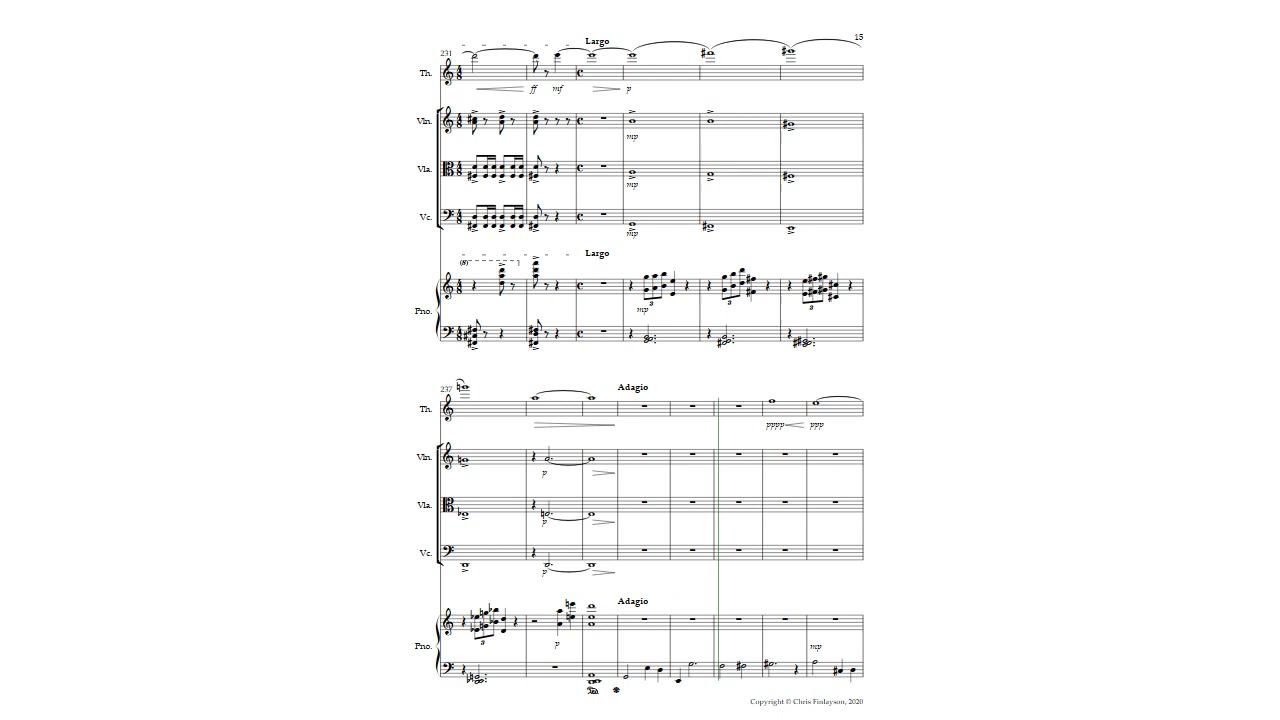 15
Largo
231
Th.
ff mf p
Vln.
mp
Vla.
mp
Vc.
mp
Largo
(8)
3 3 3
mp
Pno.
Adagio
237
Th.
pppp ppp
Vln.
p
Vla.
p
Vc.
p
Adagio
3
p
Pno.
mp
Copyright © Chris Finlayson, 2020